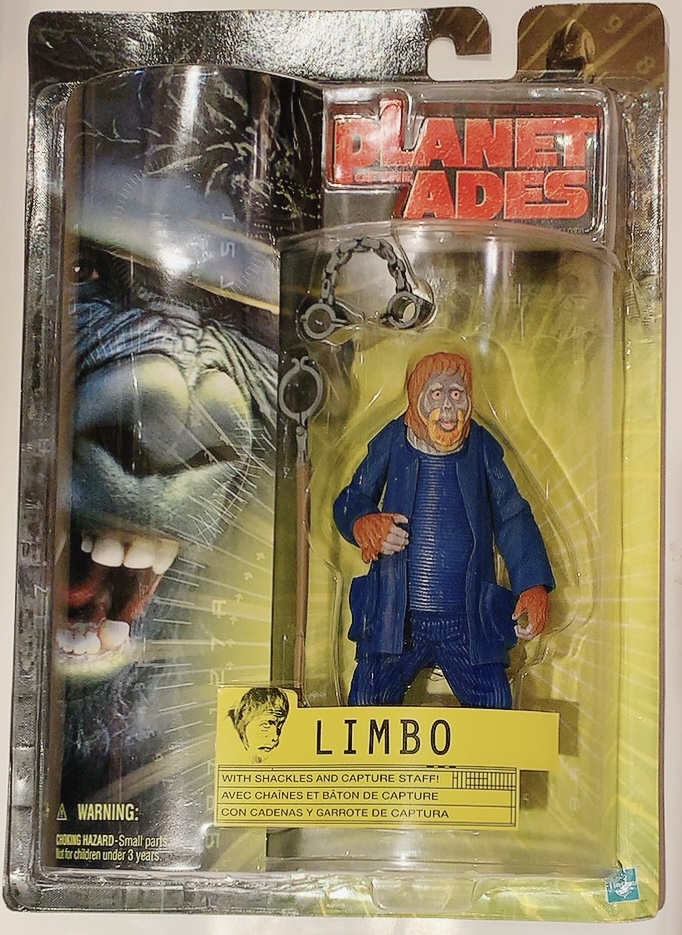 PLANET
APES
LIMBO
WITH SHACKLES AND CAPTURE STAFF!
AVEC CHAÎNES ET BÂTON DE CAPTURE
CON CADENAS Y GARROTE DE CAPTURA
⚠ WARNING:
CHOKING HAZARD-Small parts.
Not for children under 3 years.